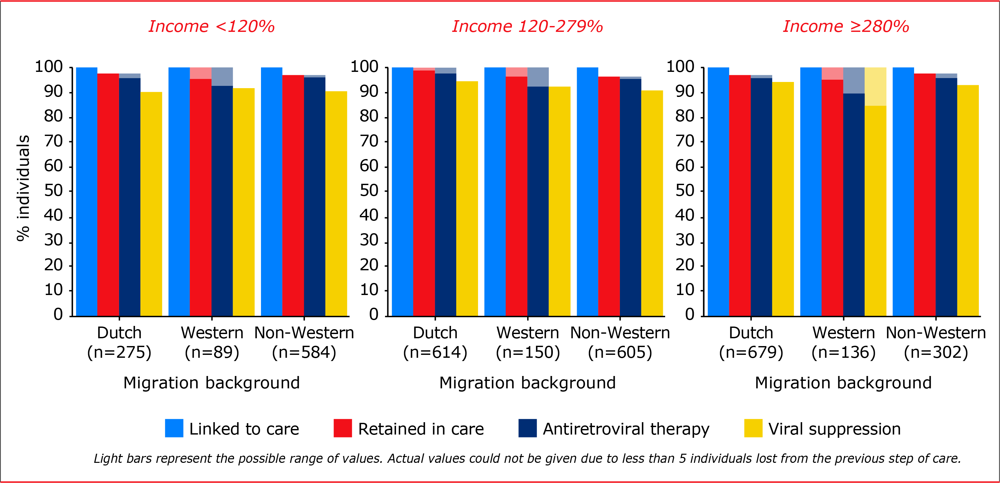 Income <120%
Income 120-279%
Income ≥280%
% individuals
100
90
80
70
60
50
40
30
20
10
0
Dutch
(n=275)
Western
(n=89)
Non-Western
(n=584)
Migration background
100
90
80
70
60
50
40
30
20
10
0
Dutch
(n=614)
Western
(n=150)
Non-Western
(n=605)
Migration background
100
90
80
70
60
50
40
30
20
10
0
Dutch
(n=679)
Western
(n=136)
Non-Western
(n=302)
Migration background
Linked to care
Retained in care
Antiretroviral therapy
Viral suppression
Light bars represent the possible range of values. Actual values could not be given due to less than 5 individuals lost from the previous step of care.